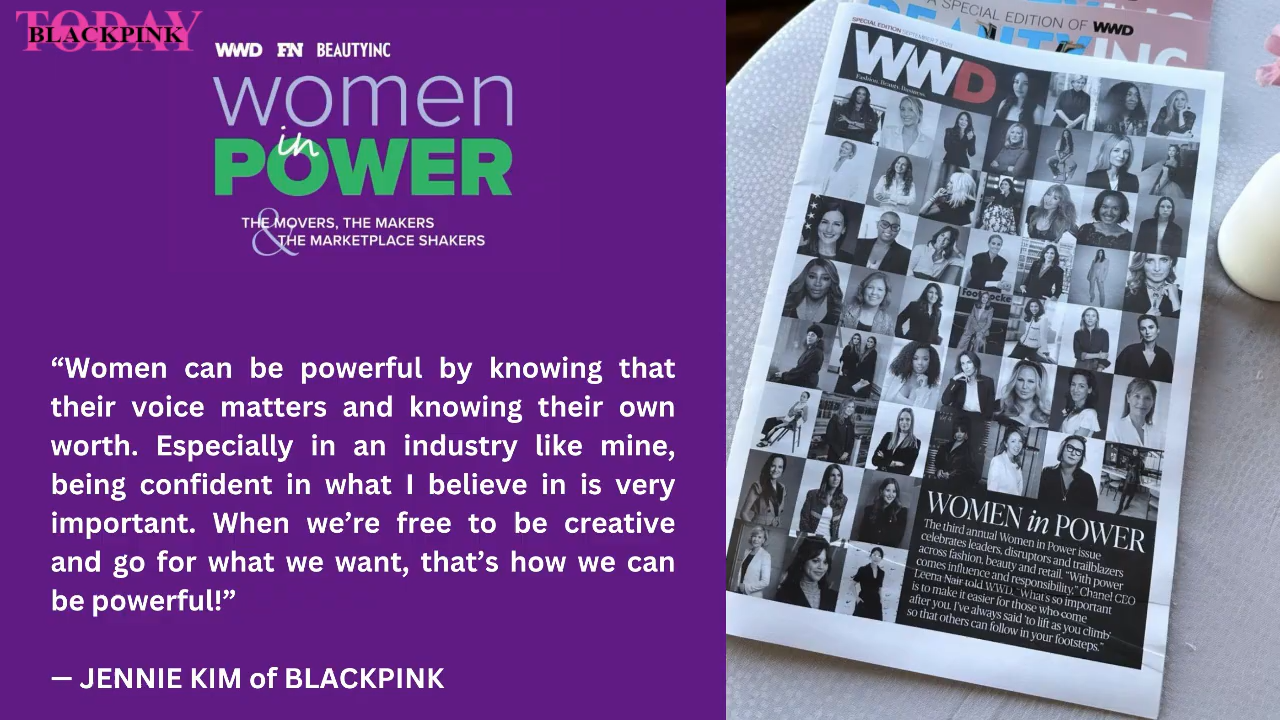 TODAY
BLACKPINK
WWD FN BEAUTYINC
women
in
POWER
THE MOVERS, THE MAKERS
& THE MARKETPLACE SHAKERS
“Women can be powerful by knowing that
their voice matters and knowing their own
worth. Especially in an industry like mine,
being confident in what I believe in is very
important. When we’re free to be creative
and go for what we want, that’s how we can
be powerful!”
— JENNIE KIM of BLACKPINK
A SPECIAL EDITION OF WWD
BEAUTYINC
SPECIAL EDITION SEPTEMBER
WWD
Fashion. Beauty. Business.
WOMEN in POWER
The third annual Women in Power issue
celebrates leaders, disruptors and trailblazers
across fashion, beauty and retail. “With power
comes influence and responsibility,” Chanel CEO
Leena Nair told WWD. “What's so important
is to make it easier for those who come
after you. I've always said ‘to lift as you climb’
so that others can follow in your footsteps.”